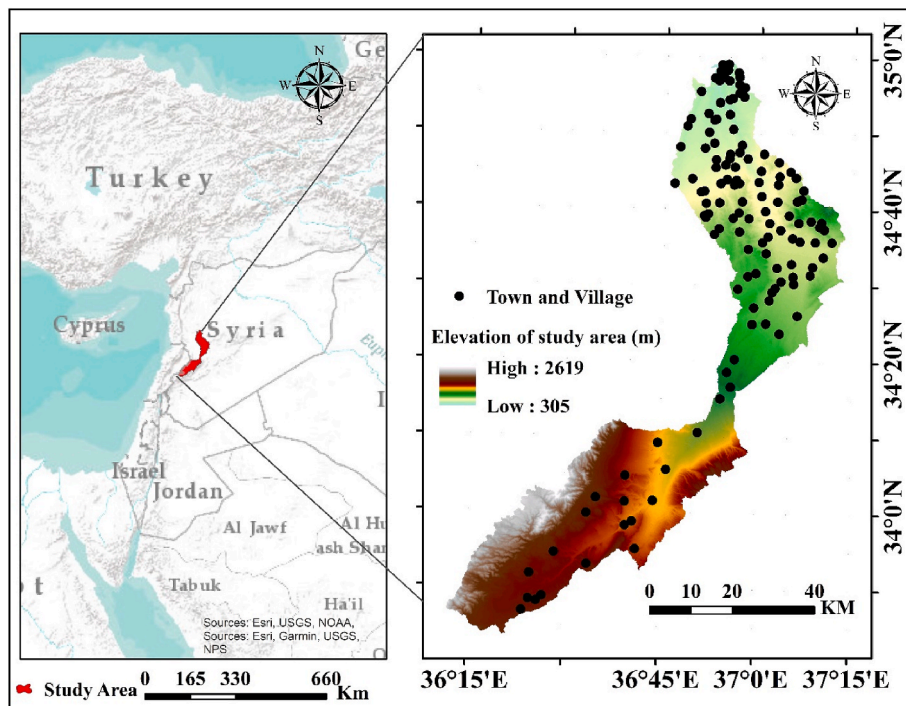 N
W E
S
Ge
Turkey
Cyprus
Syria
Euph
I
Israel
Jordan
Al Jawf
Al Hu
ash Shar
Tabuk
Ha'il
t
Sources: Esri, USGS, NOAA,
Sources: Esri, Garmin, USGS,
NPS
Study Area
0 165 330 660
Km
N
W E
S
Town and Village
Elevation of study area (m)
High : 2619
Low : 305
0 10 20 40
KM
35°0'N
34°40'N
34°20'N
34°0'N
36°15'E 36°45'E 37°0'E 37°15'E